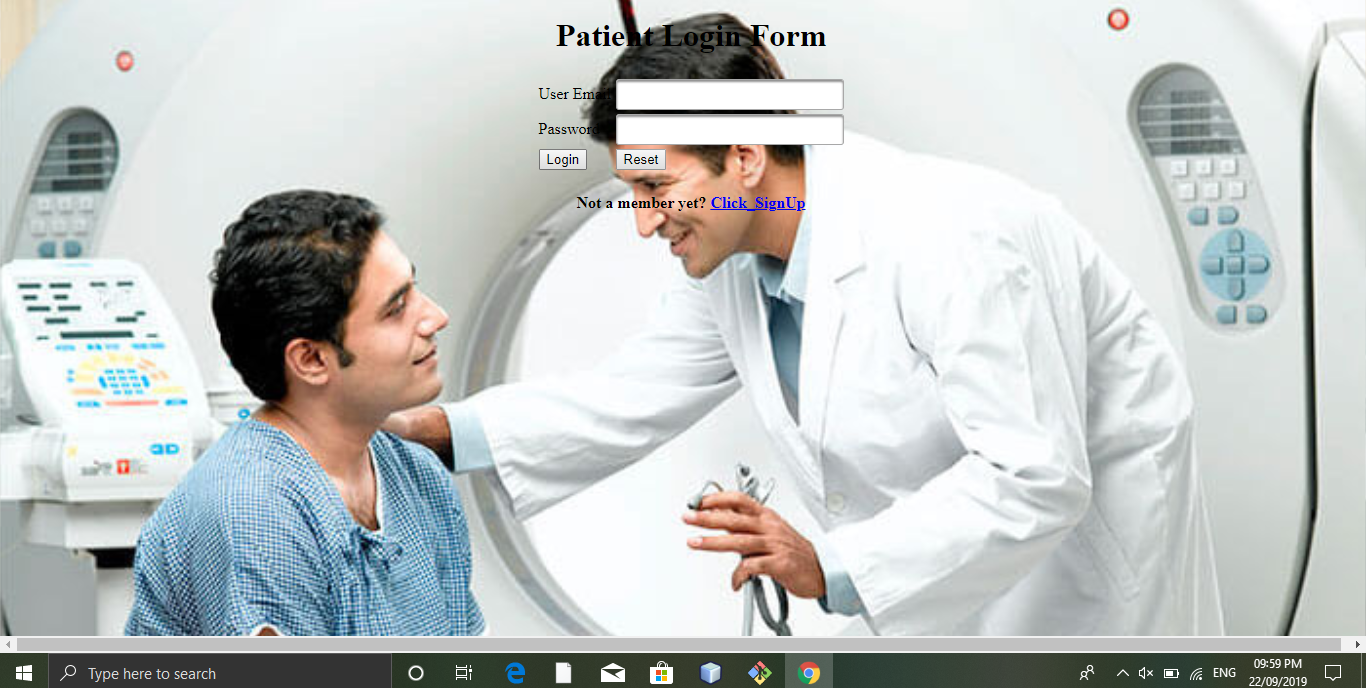 Patient Login Form
User Email
Password
Login Reset
Not a member yet? Click_SignUp
Type here to search
ENG
09:59 PM
22/09/2019